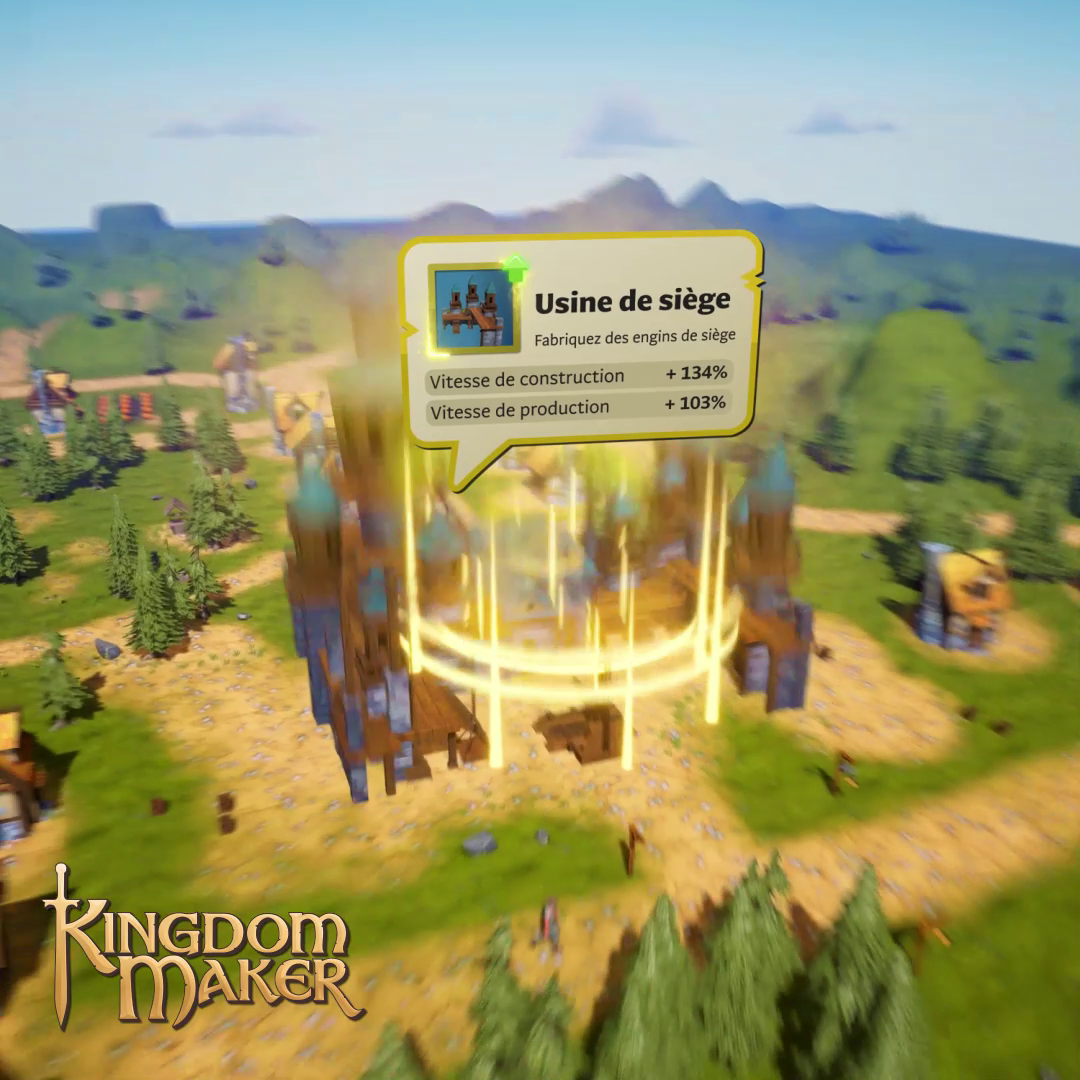 Usine de siège
Fabriquez des engins de siège
Vitesse de construction + 134%
Vitesse de production + 103%
KINGDOM
MAKER